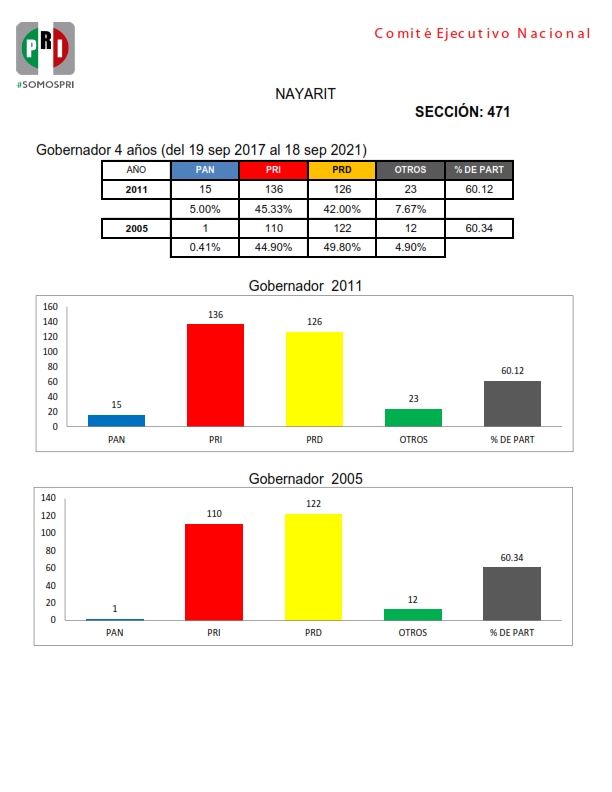 PRI
#SOMOSPRI
Comité Ejecutivo Nacional
NAYARIT
SECCIÓN: 471
Gobernador 4 años (del 19 sep 2017 al 18 sep 2021)
AÑO PAN PRI PRD OTROS % DE PART
2011 15 136 126 23 60.12
5.00% 45.33% 42.00% 7.67%
2005 1 110 122 12 60.34
0.41% 44.90% 49.80% 4.90%
Gobernador 2011
160
140
120
100
80
60
40
20
0
15 136 126 23 60.12
PAN PRI PRD OTROS % DE PART
Gobernador 2005
140
120
100
80
60
40
20
0
1 110 122 12 60.34
PAN PRI PRD OTROS % DE PART